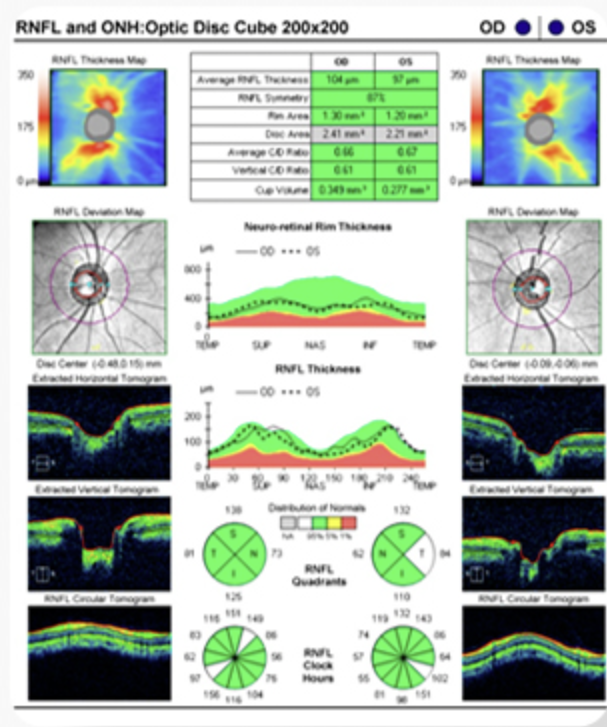 RNFL and ONH:Optic Disc Cube 200x200
OD OS
RNFL Thickness Map
350
175
0 µm
OD OS
Average RNFL Thickness 104 µm 97 µm
RNFL Symmetry 87%
Rim Area 1.30 mm² 1.20 mm²
Disc Area 2.41 mm² 2.21 mm²
Average C/D Ratio 0.66 0.67
Vertical C/D Ratio 0.61 0.61
Cup Volume 0.349 mm³ 0.277 mm³
RNFL Thickness Map
350
175
0 µm
RNFL Deviation Map
Disc Center (-0.48,0.15) mm
Neuro-retinal Rim Thickness
µm OD OS
800
400
0
TEMP SUP NAS INF TEMP
RNFL Deviation Map
Disc Center (-0.09,-0.06) mm
Extracted Horizontal Tomogram
RNFL Thickness
µm OD OS
200
100
0
0 30 60 90 120 150 180 210 240
TEMP SUP NAS INF TEMP
Extracted Horizontal Tomogram
Extracted Vertical Tomogram
Distribution of Normals
NA 95% 5% 1%
138
81 S T N I 73
125
RNFL
Quadrants
132
62 S N T I 84
110
Extracted Vertical Tomogram
RNFL Circular Tomogram
115 151 149
83 86
62 56
97 76
156 116 104
RNFL
Clock
Hours
119 132 143
74 86
57 64
55 102
81 98 151
RNFL Circular Tomogram